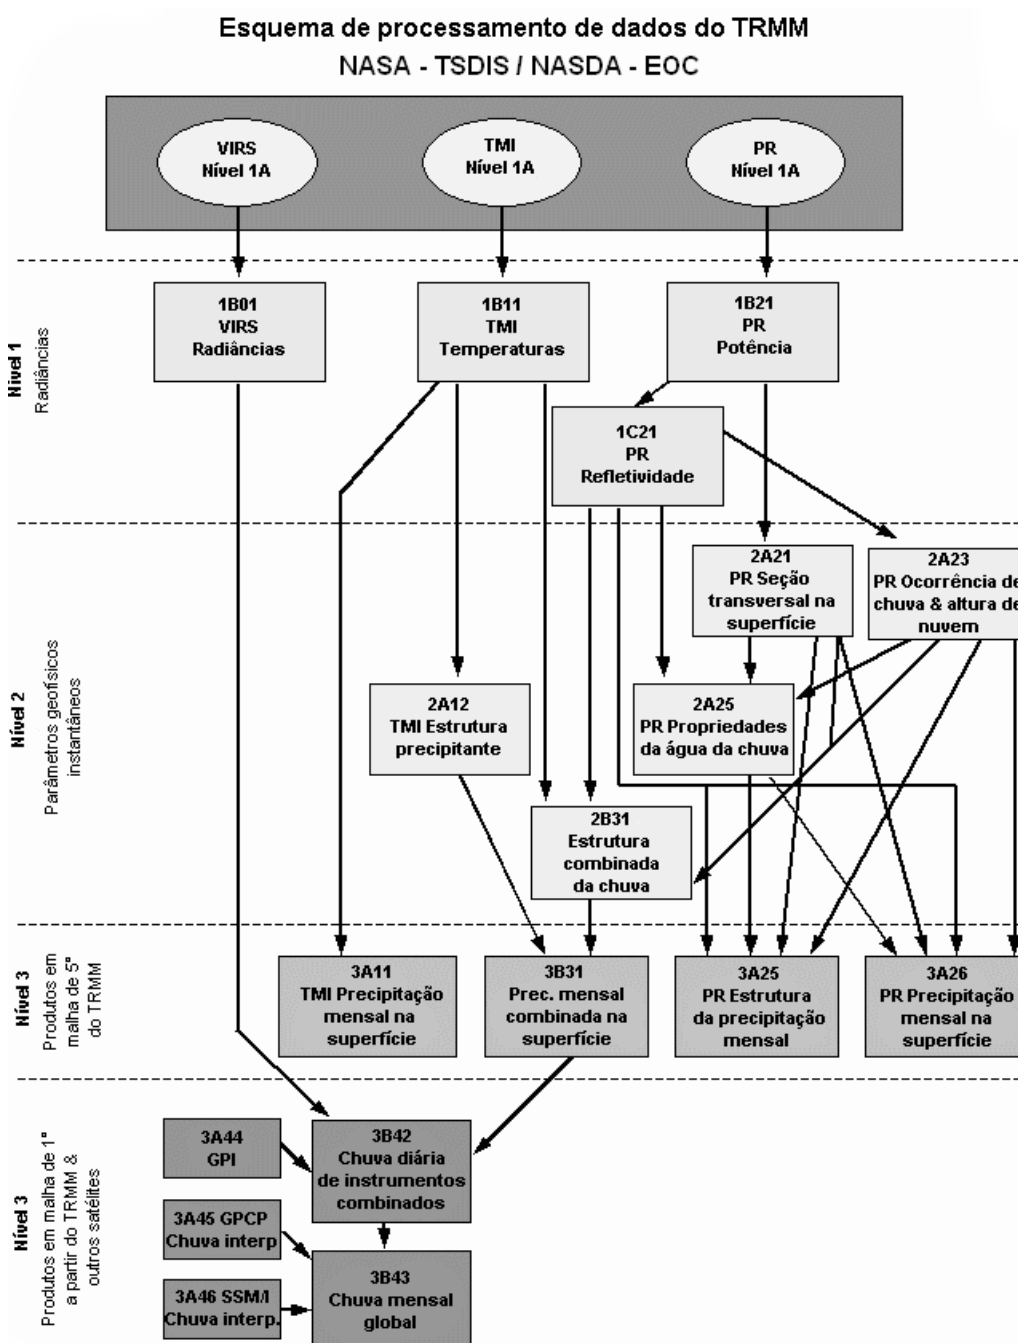 Esquema de processamento de dados do TRMM
NASA - TSDIS / NASDA - EOC
VIRS
Nível 1A
TMI
Nível 1A
PR
Nível 1A
Nível 1
Radiâncias
1B01
VIRS
Radiâncias
1B11
TMI
Temperaturas
1B21
PR
Potência
1C21
PR
Refletividade
Nível 2
Parâmetros geofísicos
instantâneos
2A21
PR Seção
transversal na
superfície
2A23
PR Ocorrência de
chuva & altura de
nuvem
2A12
TMI Estrutura
precipitante
2A25
PR Propriedades
da água da chuva
2B31
Estrutura
combinada
da chuva
Nível 3
Produtos em
malha de 5°
do TRMM
3A11
TMI Precipitação
mensal na
superfície
3B31
Prec. mensal
combinada na
superfície
3A25
PR Estrutura
da precipitação
mensal
3A26
PR Precipitação
mensal na
superfície
Nível 3
Produtos em malha de 1°
a partir do TRMM &
outros satélites
3A44
GPI
3B42
Chuva diária
de instrumentos
combinados
3A45 GPCP
Chuva interp
3A46 SSM/I
Chuva interp.
3B43
Chuva mensal
global